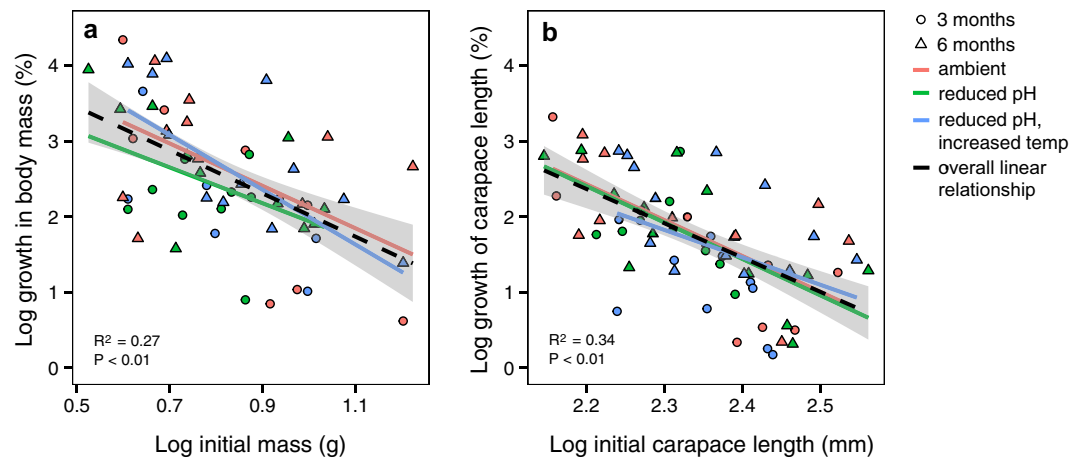 a
b
Log growth in body mass (%)
4
3
2
1
0
R² = 0.27
P < 0.01
0.5
0.7
0.9
1.1
Log initial mass (g)
Log growth of carapace length (%)
4
3
2
1
0
R² = 0.34
P < 0.01
2.2
2.3
2.4
2.5
Log initial carapace length (mm)
3 months
6 months
ambient
reduced pH
reduced pH,
increased temp
overall linear
relationship